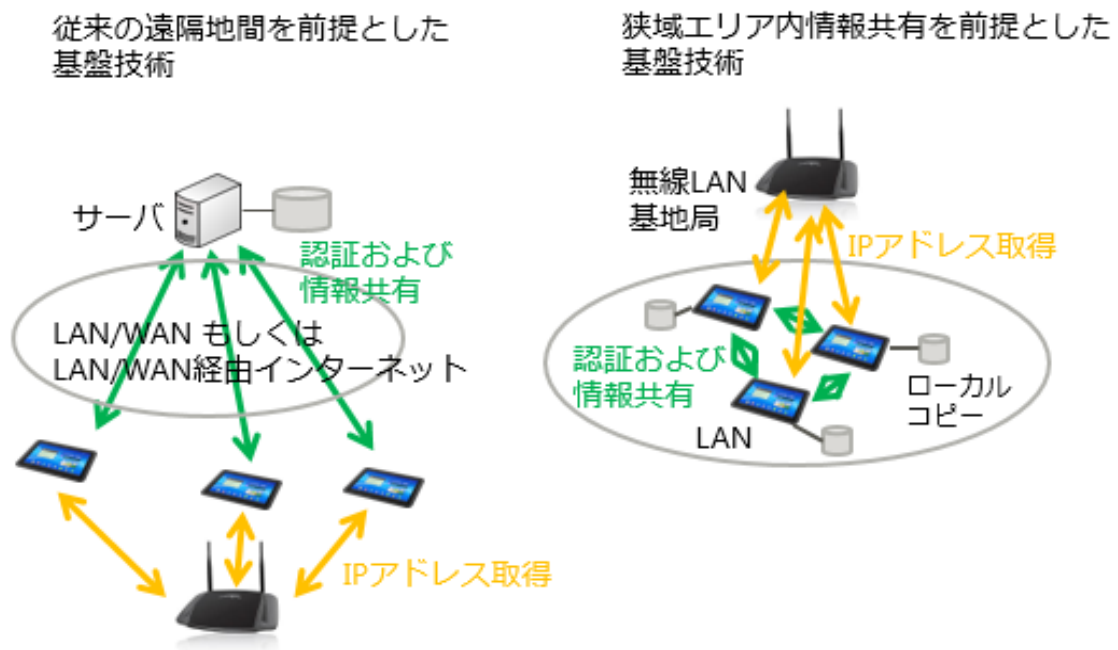 従来の遠隔地間を前提とした
基盤技術
サーバ
認証および
情報共有
LAN/WAN もしくは
LAN/WAN経由インターネット
IPアドレス取得
狭域エリア内情報共有を前提とした
基盤技術
無線LAN
基地局
IPアドレス取得
認証および
情報共有
ローカル
コピー
LAN